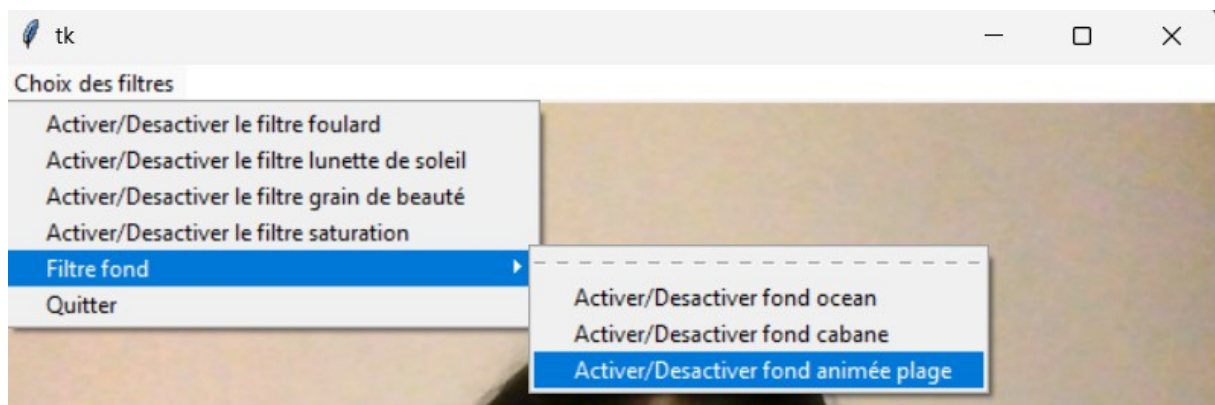 tk
Choix des filtres
Activer/Desactiver le filtre foulard
Activer/Desactiver le filtre lunette de soleil
Activer/Desactiver le filtre grain de beauté
Activer/Desactiver le filtre saturation
Filtre fond
Quitter
Activer/Desactiver fond ocean
Activer/Desactiver fond cabane
Activer/Desactiver fond animée plage